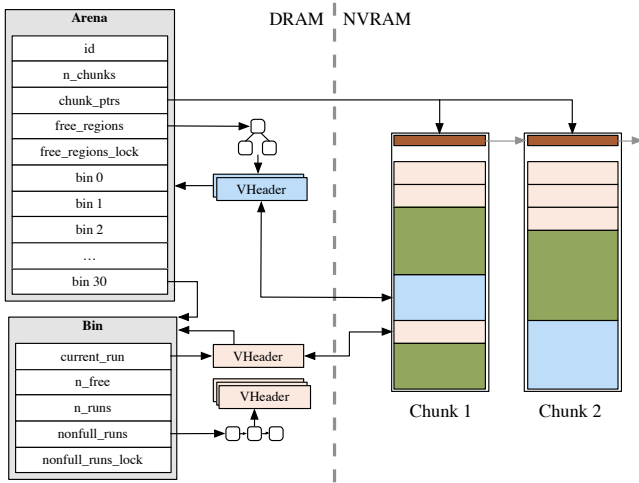 Arena
DRAM
NVRAM
id
n_chunks
chunk_ptrs
free_regions
free_regions_lock
bin 0
VHeader
bin 1
bin 2
…
bin 30
Bin
current_run
VHeader
n_free
VHeader
n_runs
Chunk 1
Chunk 2
nonfull_runs
nonfull_runs_lock